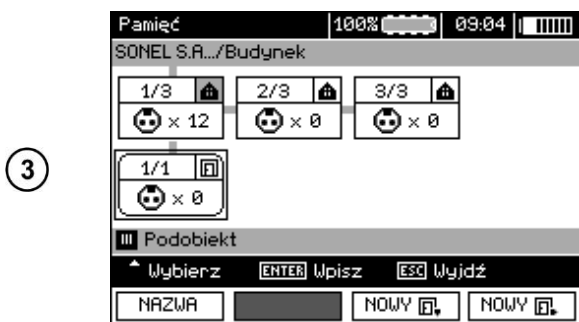 Pamięć 100% 09:04
SONEL S.A.../Budynek
1/3 2/3 3/3
x 12 x 0 x 0
3
1/1
x 0
Podobiekt
Wybierz ENTER Wpisz ESC Wyjdź
NAZWA NOWY NOWY